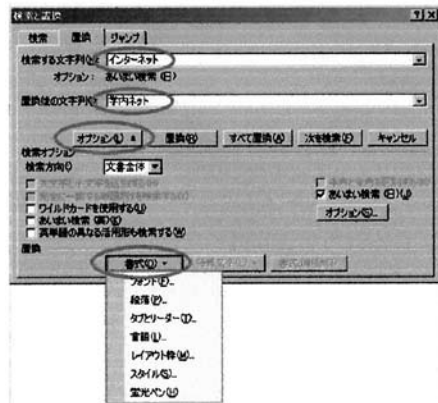 検索と置換
検索 置換 ジャンプ
検索する文字列(N): インターネット
オプション: あいまい検索 (日)
置換後の文字列(I): 学内ネット
オプション(L) 置換(R) すべて置換(A) 次を検索(F) キャンセル
検索オプション
検索方向(I) 文書全体
あいまい検索 (日)(J)
ワイルドカードを使用する(U) オプション(S)...
あいまい検索 (英)(K)
英単語の異なる活用形も検索する(W)
置換
書式(O)
フォント(F)...
段落(P)...
タブとリーダー(T)...
言語(L)...
レイアウト枠(M)...
スタイル(S)...
蛍光ペン(H)